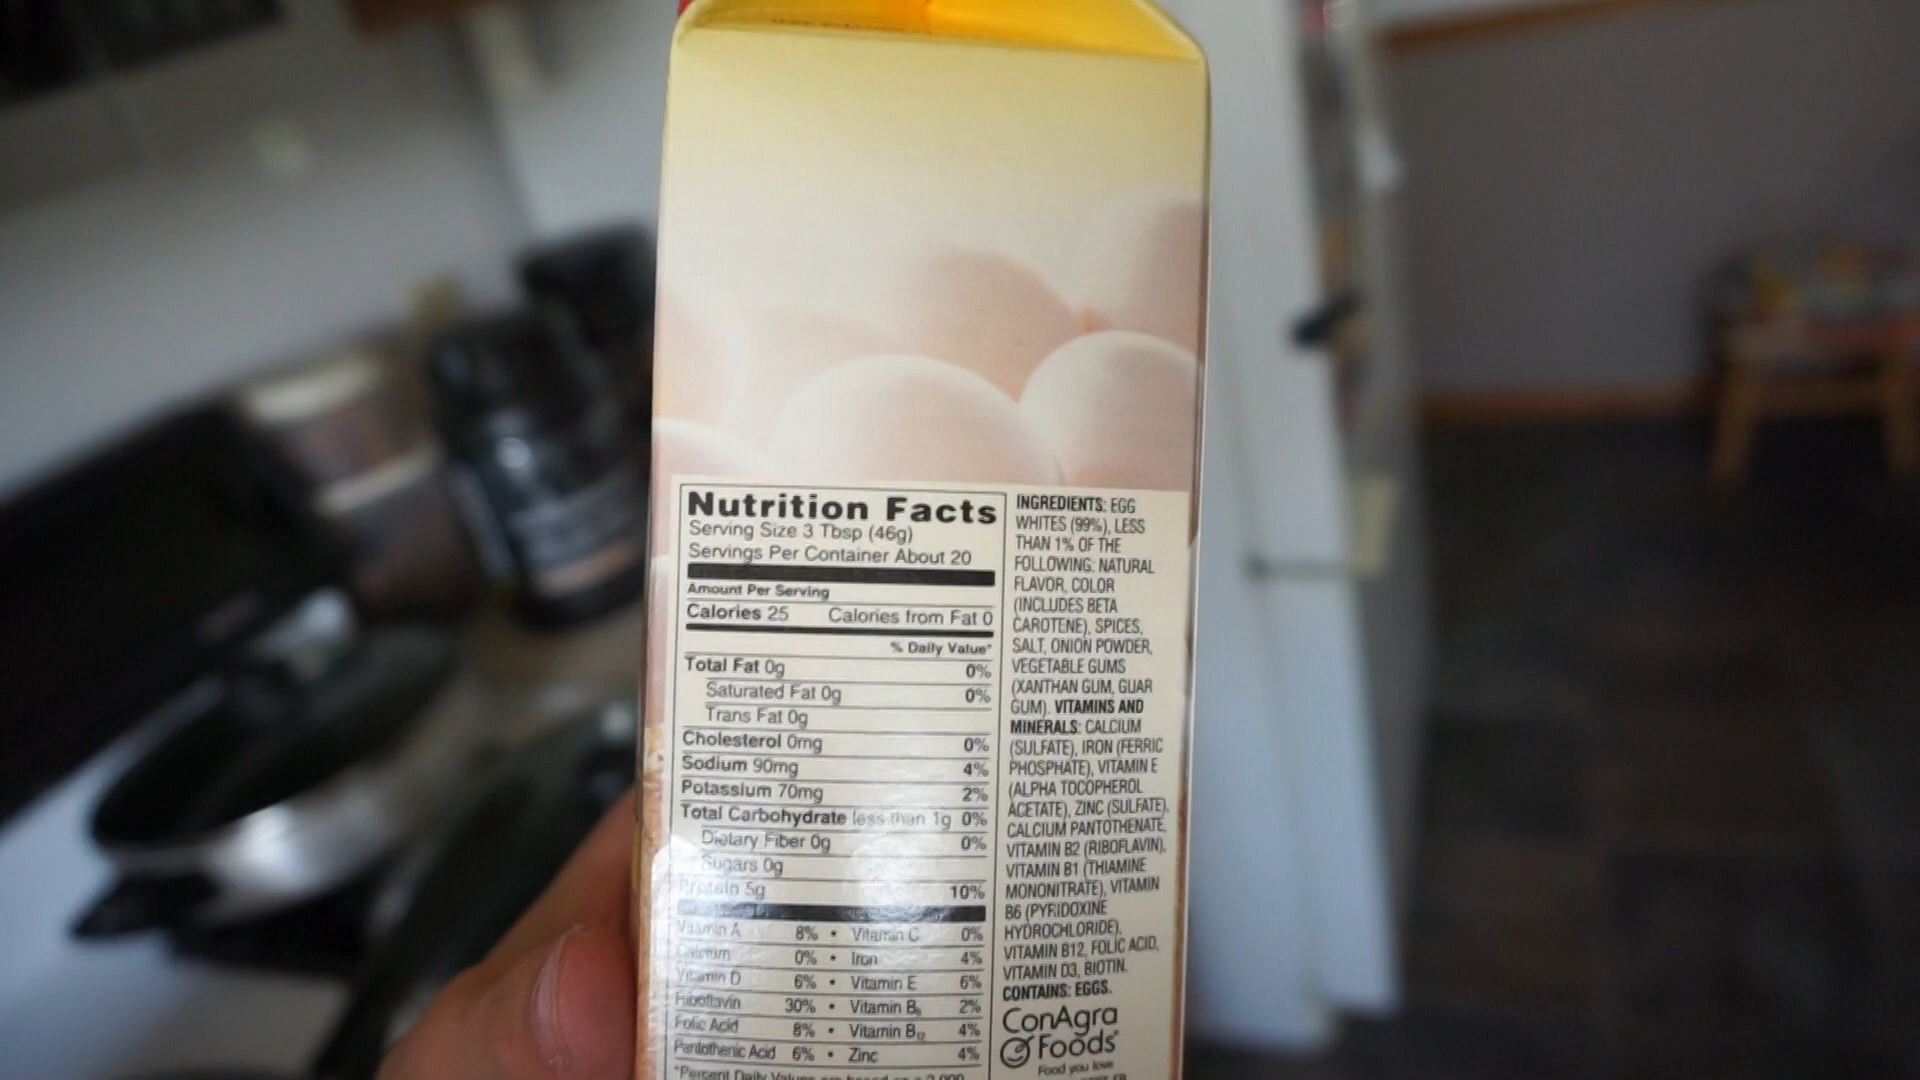 Nutrition Facts
Serving Size 3 Tbsp (46g)
Servings Per Container About 20
Amount Per Serving
Calories 25 Calories from Fat 0
% Daily Value*
Total Fat 0g 0%
Saturated Fat 0g 0%
Trans Fat 0g
Cholesterol 0mg 0%
Sodium 90mg 4%
Potassium 70mg 2%
Total Carbohydrate less than 1g 0%
Dietary Fiber 0g 0%
Sugars 0g
Protein 5g 10%
Vitamin A 8% • Vitamin C 0%
Calcium 0% • Iron 4%
Vitamin D 6% • Vitamin E 6%
Riboflavin 30% • Vitamin B6 2%
Folic Acid 8% • Vitamin B12 4%
Pantothenic Acid 6% • Zinc 4%
*Percent Daily Values are based on a 2,000
INGREDIENTS: EGG
WHITES (99%), LESS
THAN 1% OF THE
FOLLOWING: NATURAL
FLAVOR, COLOR
(INCLUDES BETA
CAROTENE), SPICES,
SALT, ONION POWDER,
VEGETABLE GUMS
(XANTHAN GUM, GUAR
GUM). VITAMINS AND
MINERALS: CALCIUM
(SULFATE), IRON (FERRIC
PHOSPHATE), VITAMIN E
(ALPHA TOCOPHEROL
ACETATE), ZINC (SULFATE),
CALCIUM PANTOTHENATE,
VITAMIN B2 (RIBOFLAVIN),
VITAMIN B1 (THIAMINE
MONONITRATE), VITAMIN
B6 (PYRIDOXINE
HYDROCHLORIDE),
VITAMIN B12, FOLIC ACID,
VITAMIN D3, BIOTIN.
CONTAINS: EGGS.
ConAgra
Foods®
Food you love